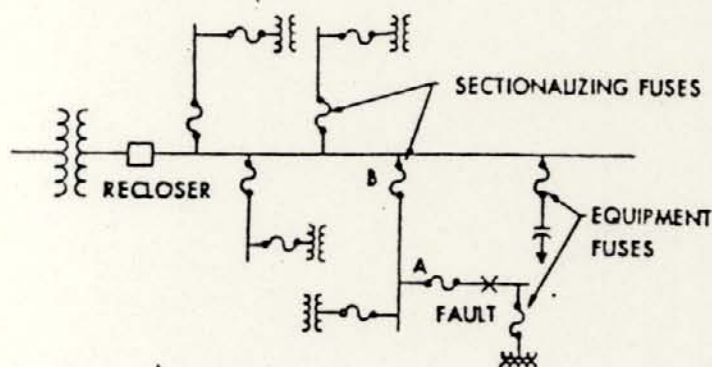 SECTIONALIZING FUSES
B
RECLOSER
EQUIPMENT
FUSES
A
FAULT